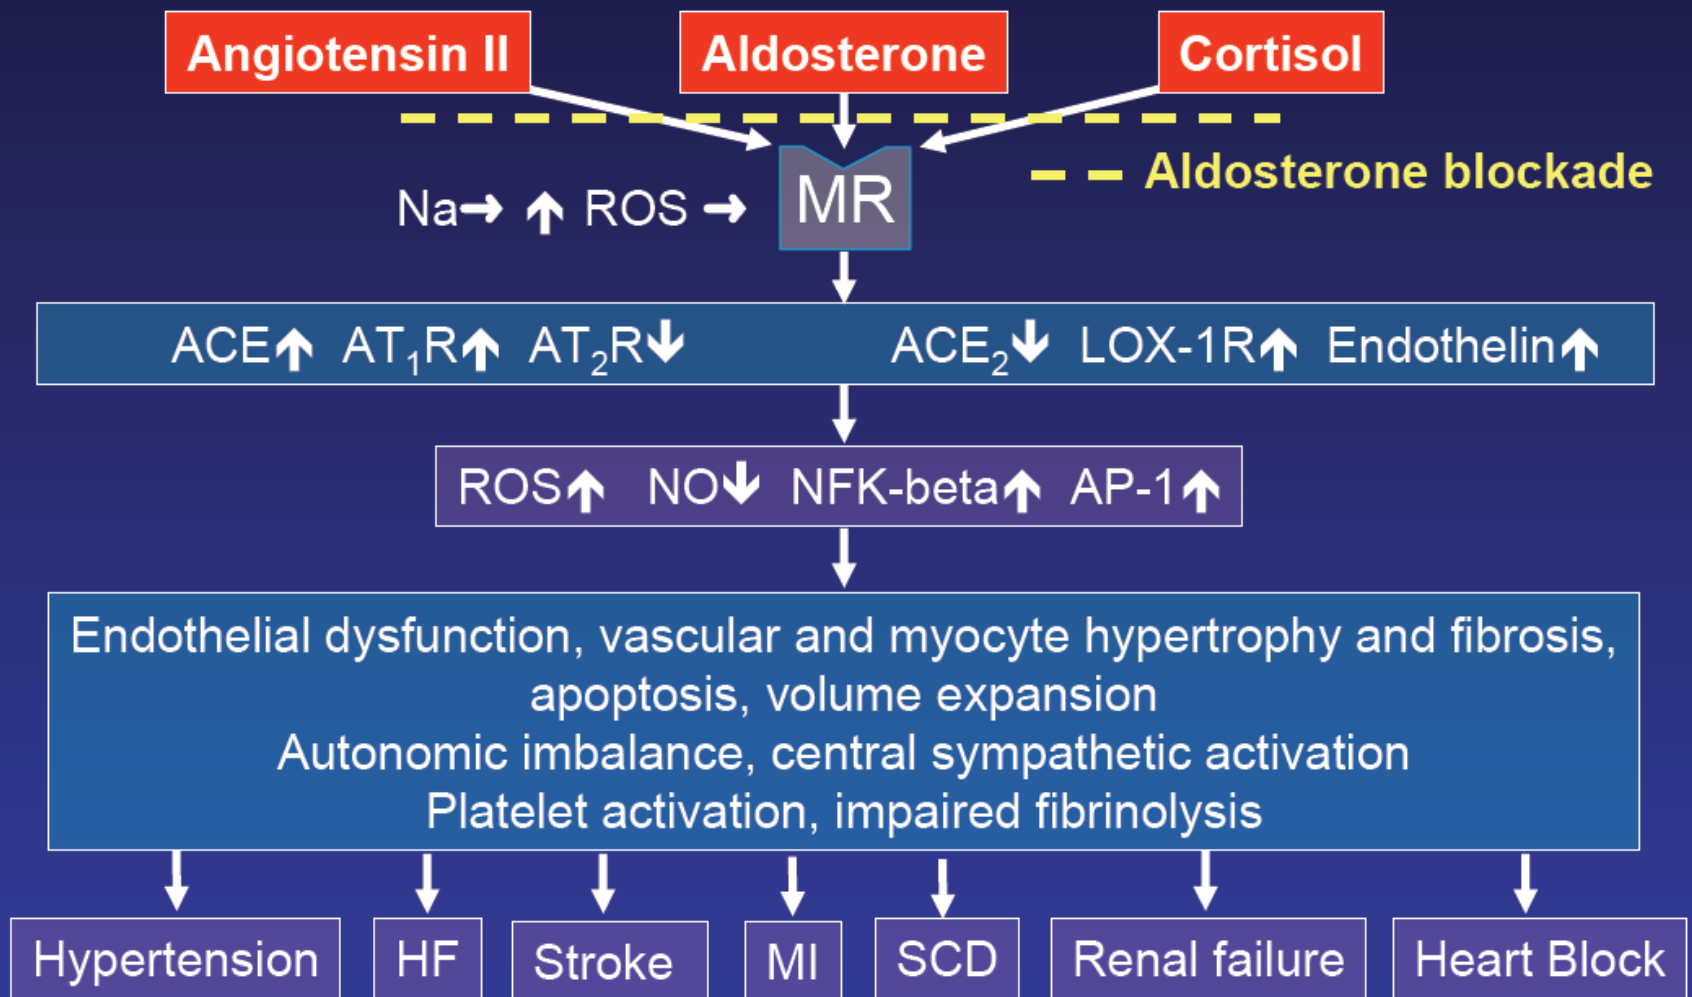 Angiotensin II Aldosterone Cortisol
Aldosterone blockade
Na→ ↑ ROS → MR
ACE↑ AT₁R↑ AT₂R↓ ACE₂↓ LOX-1R↑ Endothelin↑
ROS↑ NO↓ NFK-beta↑ AP-1↑
Endothelial dysfunction, vascular and myocyte hypertrophy and fibrosis,
apoptosis, volume expansion
Autonomic imbalance, central sympathetic activation
Platelet activation, impaired fibrinolysis
Hypertension HF Stroke MI SCD Renal failure Heart Block